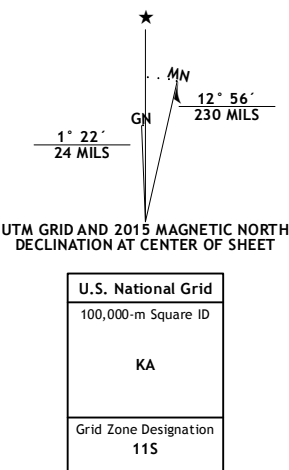 ★
MN
12° 56´
230 MILS
GN
1° 22´
24 MILS
UTM GRID AND 2015 MAGNETIC NORTH
DECLINATION AT CENTER OF SHEET
U.S. National Grid
100,000-m Square ID
KA
Grid Zone Designation
11S